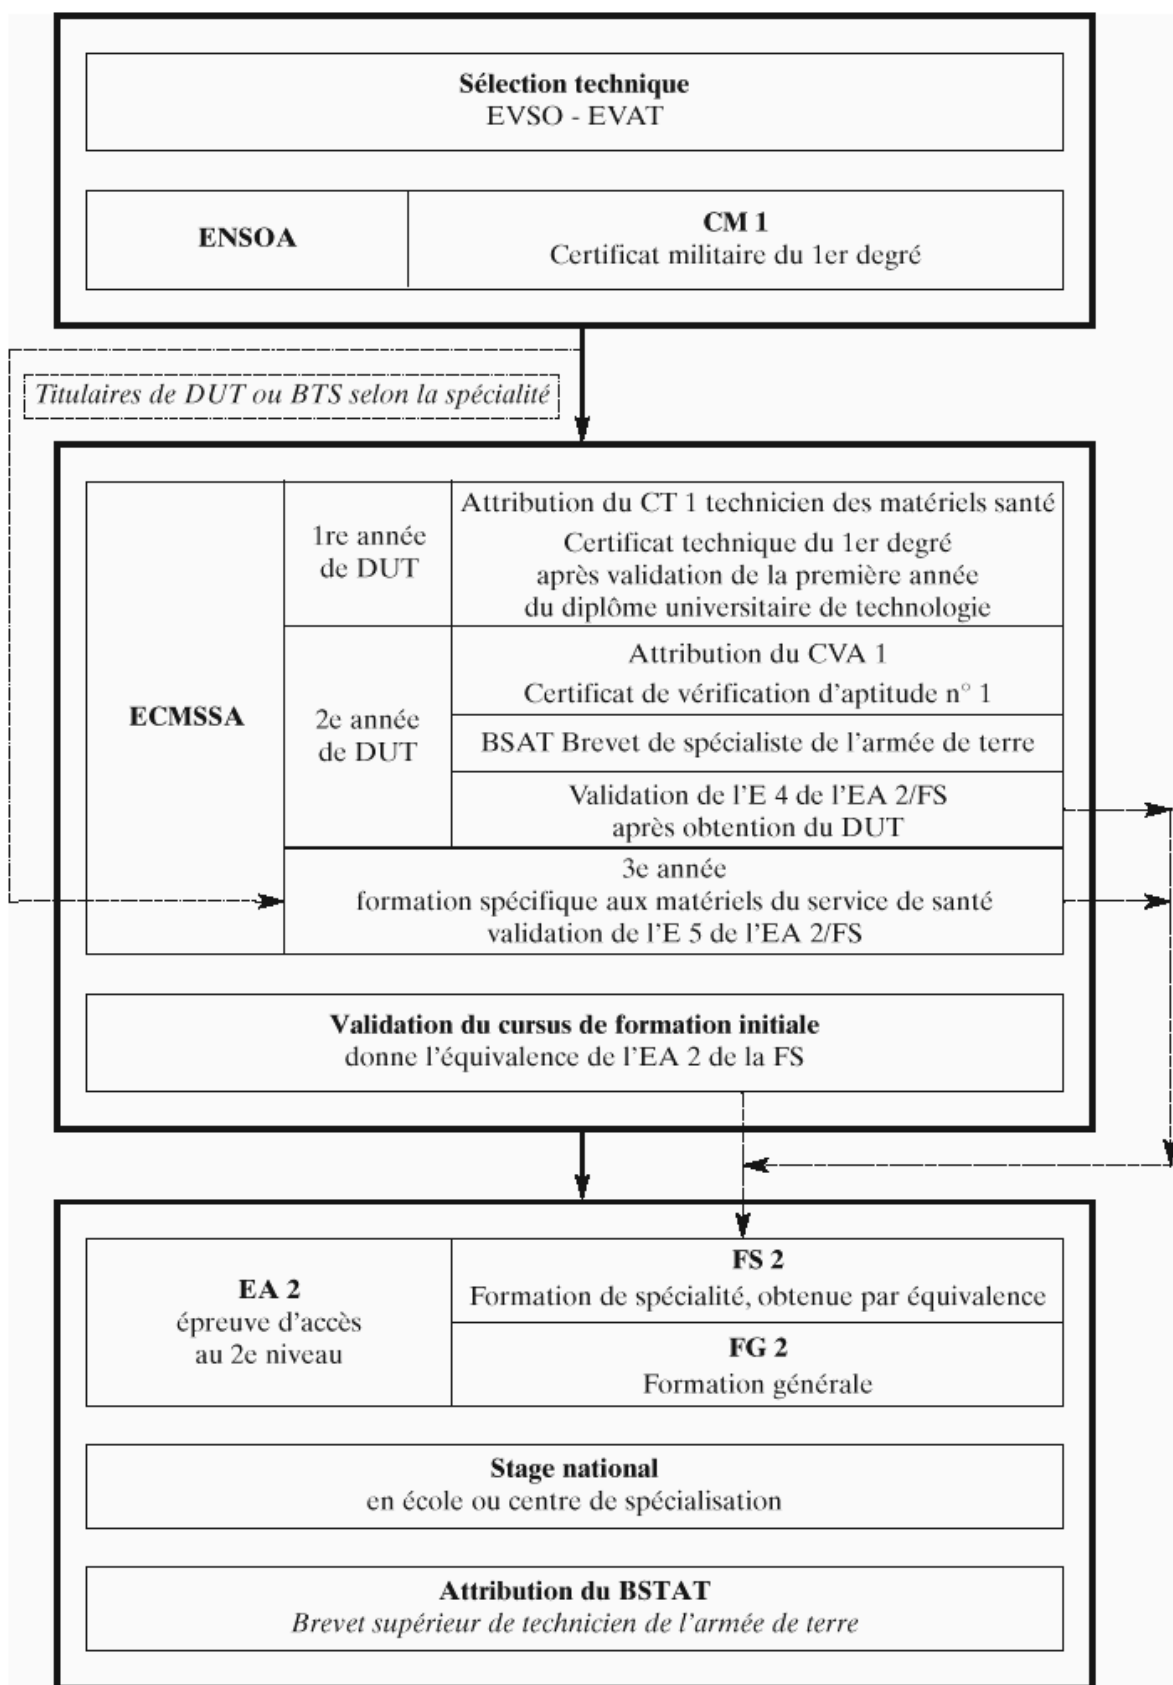 Sélection technique
EVSO - EVAT
ENSOA
CM 1
Certificat militaire du 1er degré
Titulaires de DUT ou BTS selon la spécialité
ECMSSA
1re année
de DUT
Attribution du CT 1 technicien des matériels santé
Certificat technique du 1er degré
après validation de la première année
du diplôme universitaire de technologie
2e année
de DUT
Attribution du CVA 1
Certificat de vérification d'aptitude n° 1
BSAT Brevet de spécialiste de l'armée de terre
Validation de l'E 4 de l'EA 2/FS
après obtention du DUT
3e année
formation spécifique aux matériels du service de santé
validation de l'E 5 de l'EA 2/FS
Validation du cursus de formation initiale
donne l'équivalence de l'EA 2 de la FS
EA 2
épreuve d'accès
au 2e niveau
FS 2
Formation de spécialité, obtenue par équivalence
FG 2
Formation générale
Stage national
en école ou centre de spécialisation
Attribution du BSTAT
Brevet supérieur de technicien de l'armée de terre